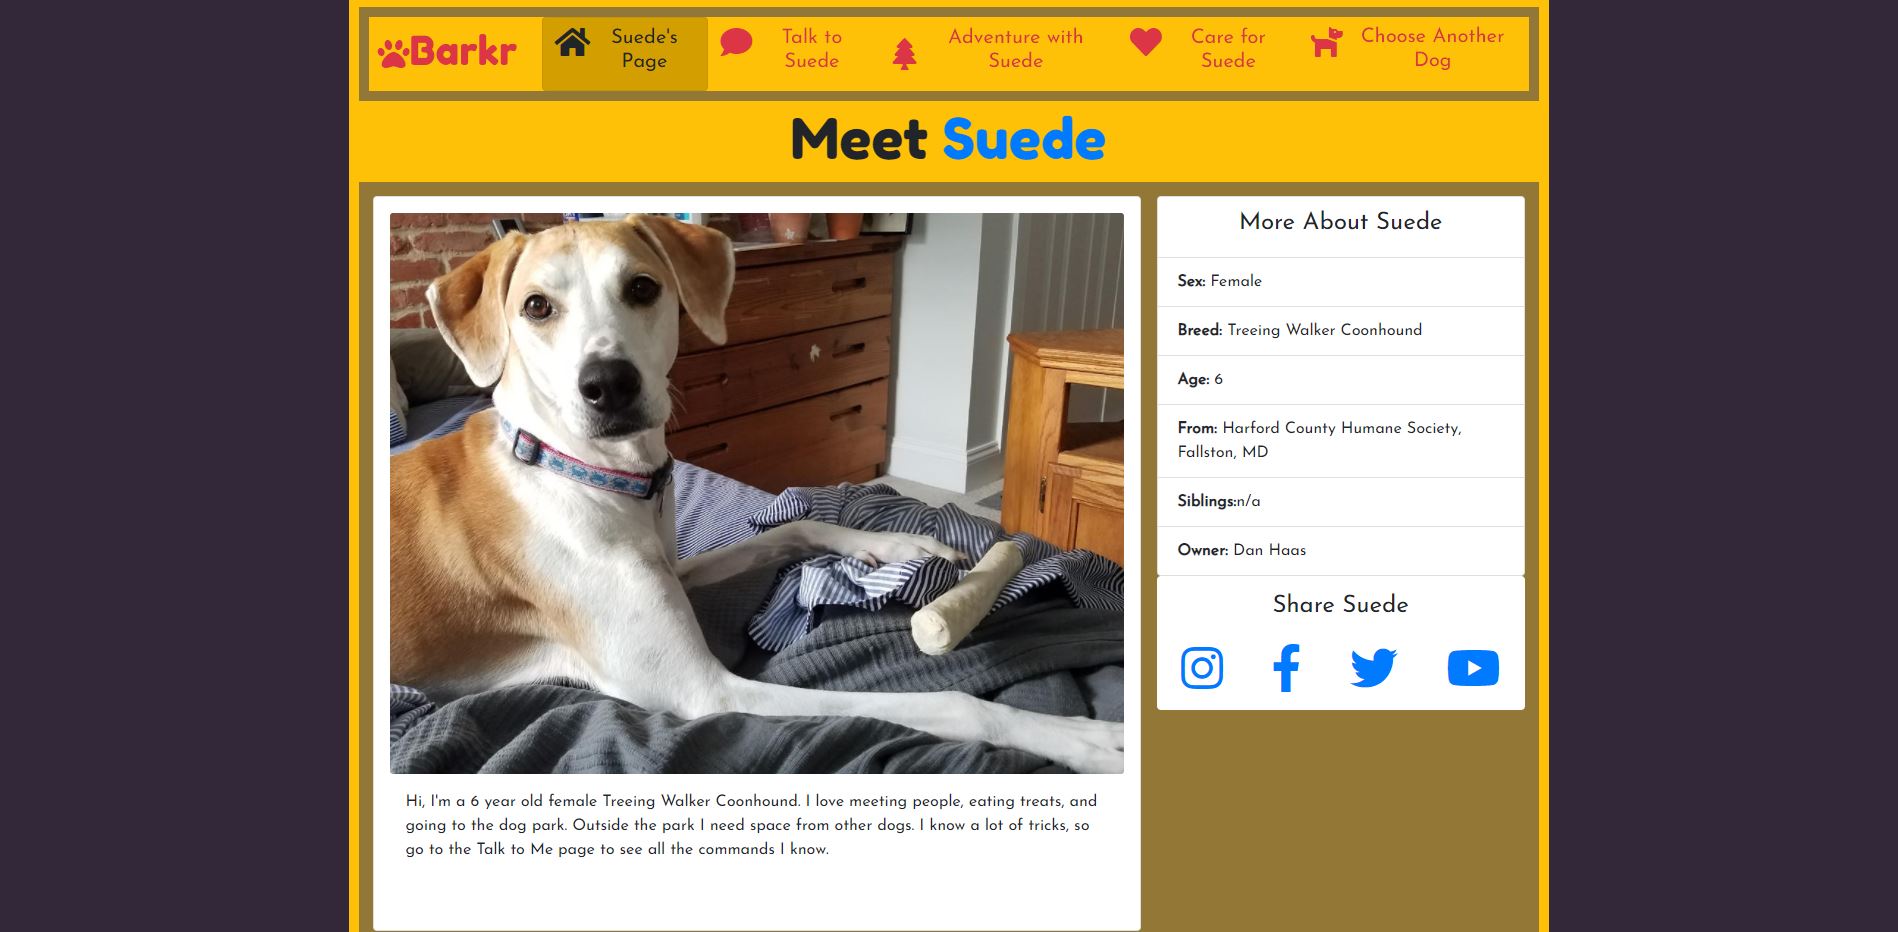 Barkr
Suede's
Page
Talk to
Suede
Adventure with
Suede
Care for
Suede
Choose Another
Dog
Meet Suede
Hi, I'm a 6 year old female Treeing Walker Coonhound. I love meeting people, eating treats, and
going to the dog park. Outside the park I need space from other dogs. I know a lot of tricks, so
go to the Talk to Me page to see all the commands I know.
More About Suede
Sex: Female
Breed: Treeing Walker Coonhound
Age: 6
From: Harford County Humane Society,
Fallston, MD
Siblings:n/a
Owner: Dan Haas
Share Suede